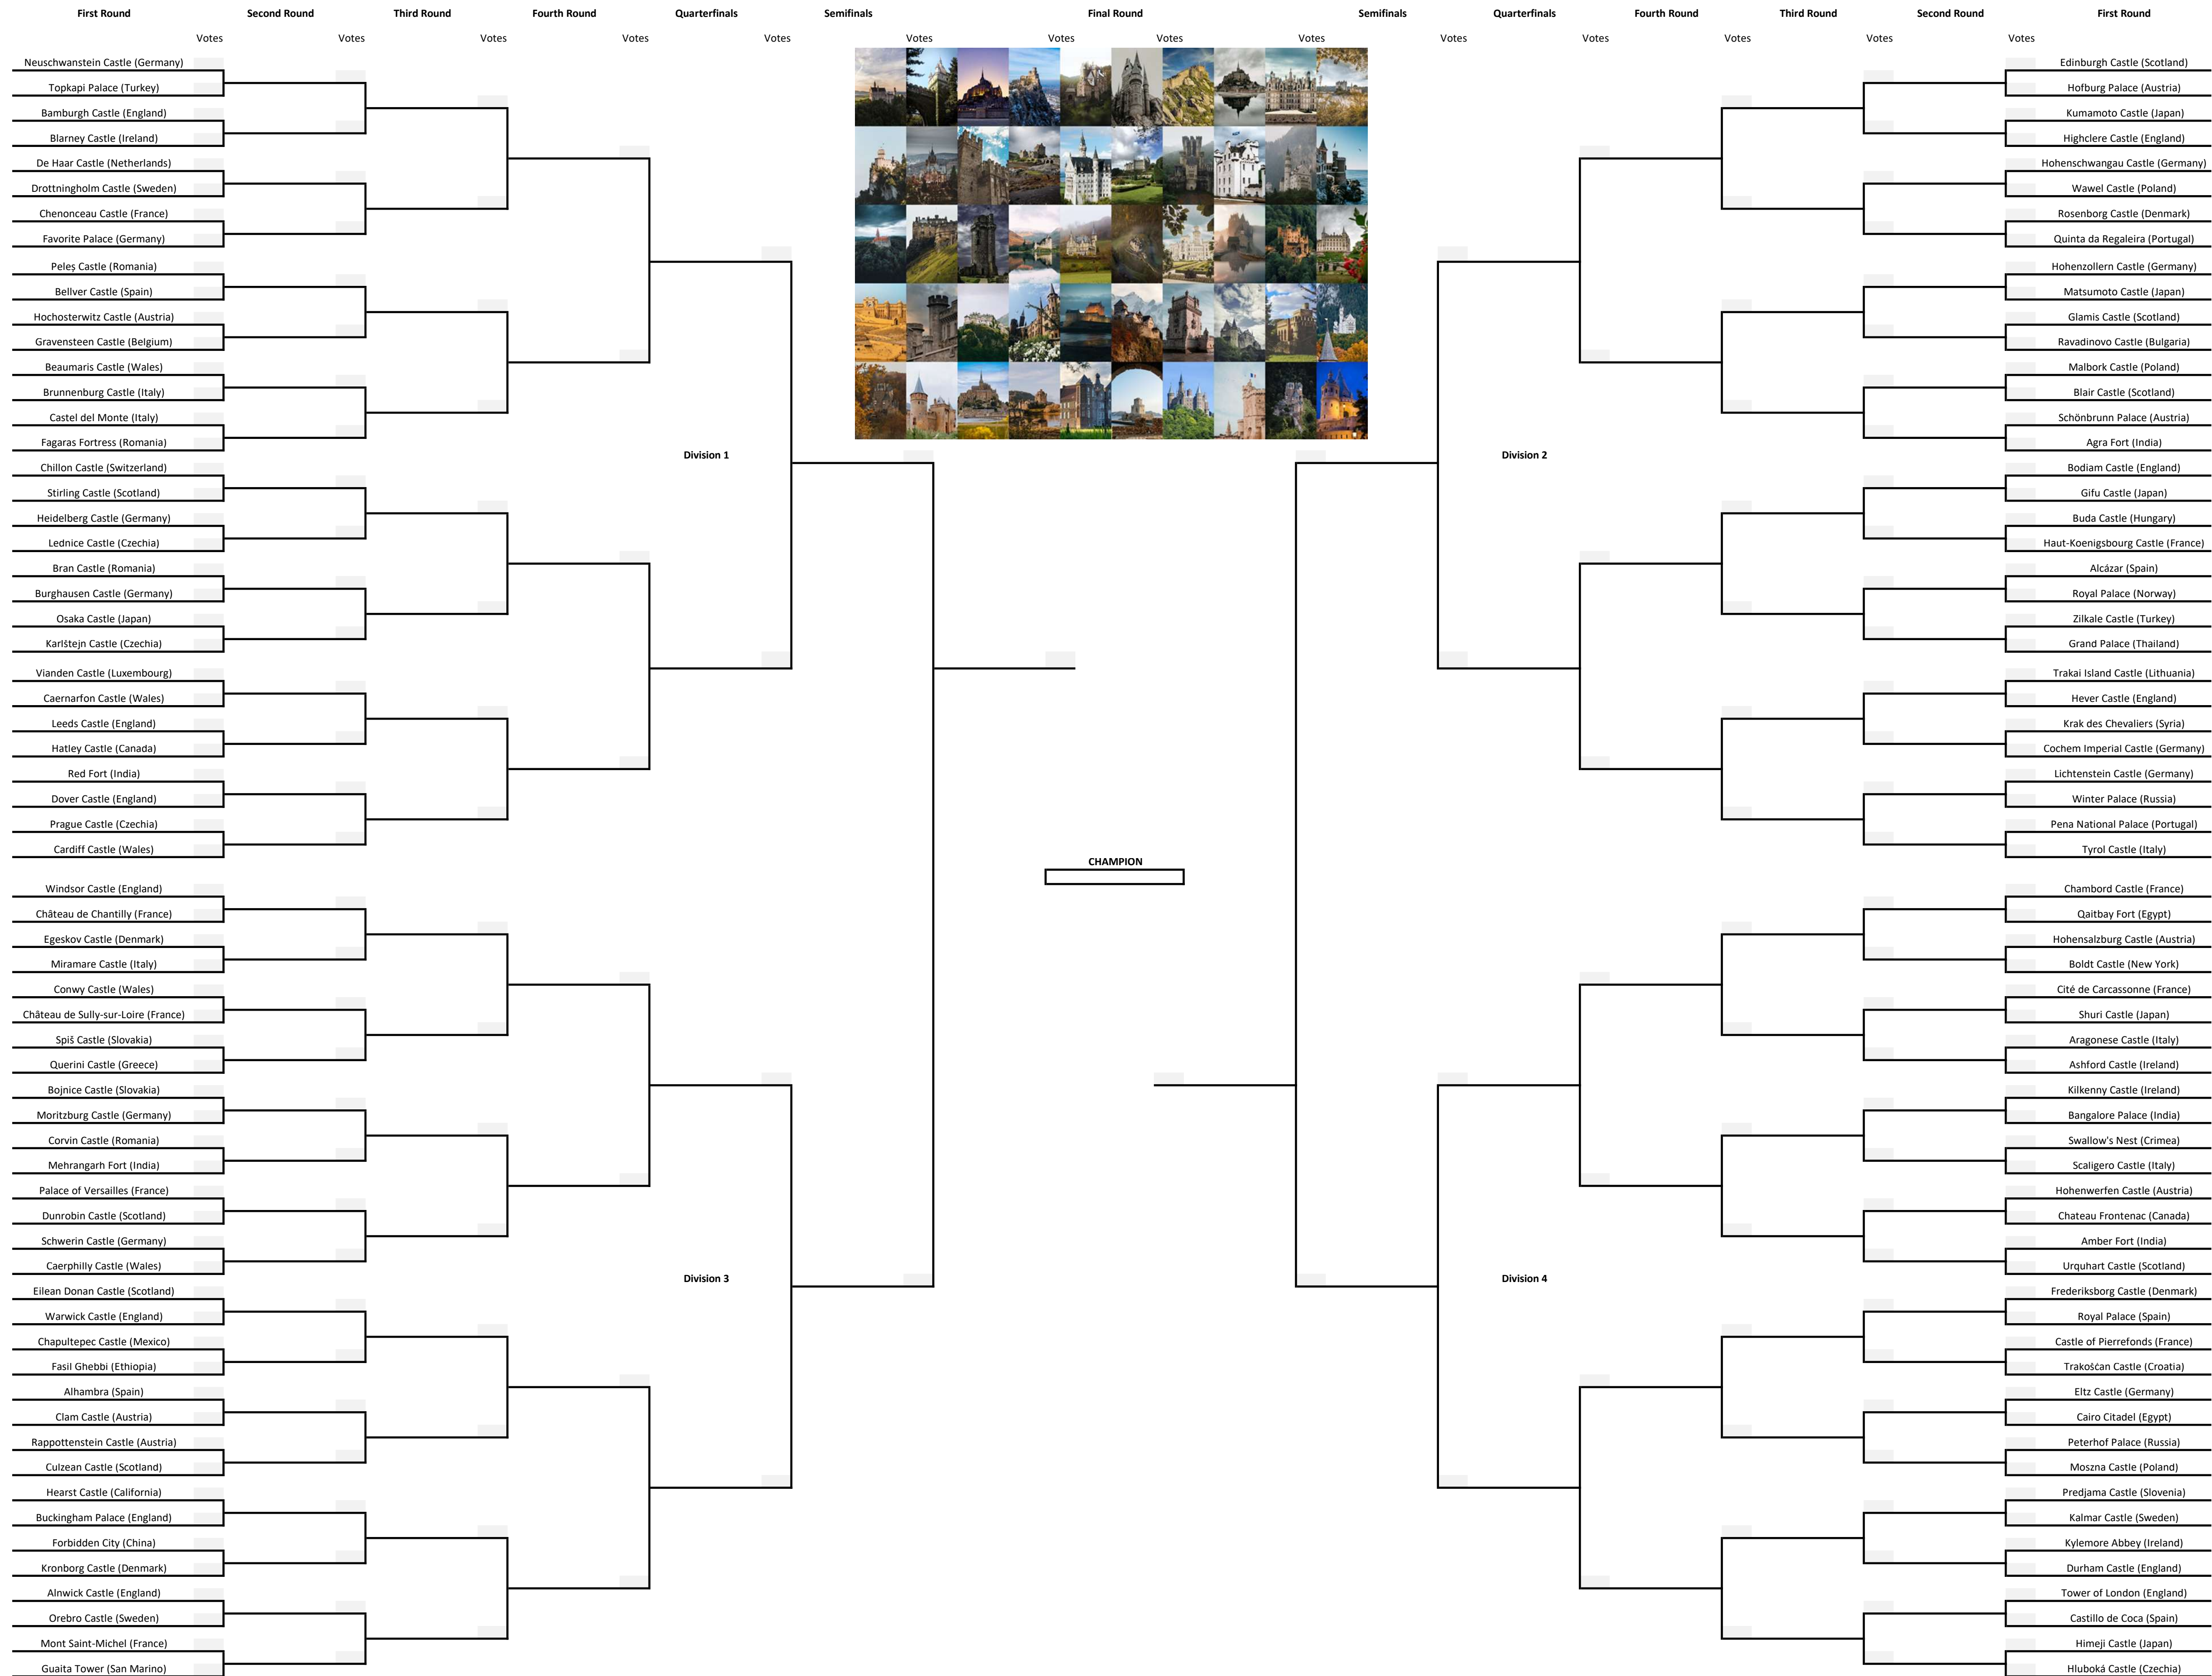 First Round
Second Round
Third Round
Fourth Round
Quarterfinals
Semifinals
Final Round
Semifinals
Quarterfinals
Fourth Round
Third Round
Second Round
First Round
Votes
Votes
Votes
Votes
Votes
Votes
Votes
Votes
Votes
Votes
Votes
Votes
Votes
Votes
Neuschwanstein Castle (Germany)
Topkapi Palace (Turkey)
Bamburgh Castle (England)
Blarney Castle (Ireland)
De Haar Castle (Netherlands)
Drottningholm Castle (Sweden)
Chenonceau Castle (France)
Favorite Palace (Germany)
Peleș Castle (Romania)
Bellver Castle (Spain)
Hochosterwitz Castle (Austria)
Gravensteen Castle (Belgium)
Beaumaris Castle (Wales)
Brunnenburg Castle (Italy)
Castel del Monte (Italy)
Fagaras Fortress (Romania)
Chillon Castle (Switzerland)
Stirling Castle (Scotland)
Heidelberg Castle (Germany)
Lednice Castle (Czechia)
Bran Castle (Romania)
Burghausen Castle (Germany)
Osaka Castle (Japan)
Karlštejn Castle (Czechia)
Vianden Castle (Luxembourg)
Caernarfon Castle (Wales)
Leeds Castle (England)
Hatley Castle (Canada)
Red Fort (India)
Dover Castle (England)
Prague Castle (Czechia)
Cardiff Castle (Wales)
Division 1
Windsor Castle (England)
Château de Chantilly (France)
Egeskov Castle (Denmark)
Miramare Castle (Italy)
Conwy Castle (Wales)
Château de Sully-sur-Loire (France)
Spiš Castle (Slovakia)
Querini Castle (Greece)
Bojnice Castle (Slovakia)
Moritzburg Castle (Germany)
Corvin Castle (Romania)
Mehrangarh Fort (India)
Palace of Versailles (France)
Dunrobin Castle (Scotland)
Schwerin Castle (Germany)
Caerphilly Castle (Wales)
Eilean Donan Castle (Scotland)
Warwick Castle (England)
Chapultepec Castle (Mexico)
Fasil Ghebbi (Ethiopia)
Alhambra (Spain)
Clam Castle (Austria)
Rappottenstein Castle (Austria)
Culzean Castle (Scotland)
Hearst Castle (California)
Buckingham Palace (England)
Forbidden City (China)
Kronborg Castle (Denmark)
Alnwick Castle (England)
Orebro Castle (Sweden)
Mont Saint-Michel (France)
Guaita Tower (San Marino)
Division 3
CHAMPION
Edinburgh Castle (Scotland)
Hofburg Palace (Austria)
Kumamoto Castle (Japan)
Highclere Castle (England)
Hohenschwangau Castle (Germany)
Wawel Castle (Poland)
Rosenborg Castle (Denmark)
Quinta da Regaleira (Portugal)
Hohenzollern Castle (Germany)
Matsumoto Castle (Japan)
Glamis Castle (Scotland)
Ravadinovo Castle (Bulgaria)
Malbork Castle (Poland)
Blair Castle (Scotland)
Schönbrunn Palace (Austria)
Agra Fort (India)
Bodiam Castle (England)
Gifu Castle (Japan)
Buda Castle (Hungary)
Haut-Koenigsbourg Castle (France)
Alcázar (Spain)
Royal Palace (Norway)
Zilkale Castle (Turkey)
Grand Palace (Thailand)
Trakai Island Castle (Lithuania)
Hever Castle (England)
Krak des Chevaliers (Syria)
Cochem Imperial Castle (Germany)
Lichtenstein Castle (Germany)
Winter Palace (Russia)
Pena National Palace (Portugal)
Tyrol Castle (Italy)
Division 2
Chambord Castle (France)
Qaitbay Fort (Egypt)
Hohensalzburg Castle (Austria)
Boldt Castle (New York)
Cité de Carcassonne (France)
Shuri Castle (Japan)
Aragonese Castle (Italy)
Ashford Castle (Ireland)
Kilkenny Castle (Ireland)
Bangalore Palace (India)
Swallow's Nest (Crimea)
Scaligero Castle (Italy)
Hohenwerfen Castle (Austria)
Chateau Frontenac (Canada)
Amber Fort (India)
Urquhart Castle (Scotland)
Frederiksborg Castle (Denmark)
Royal Palace (Spain)
Castle of Pierrefonds (France)
Trakošćan Castle (Croatia)
Eltz Castle (Germany)
Cairo Citadel (Egypt)
Peterhof Palace (Russia)
Moszna Castle (Poland)
Predjama Castle (Slovenia)
Kalmar Castle (Sweden)
Kylemore Abbey (Ireland)
Durham Castle (England)
Tower of London (England)
Castillo de Coca (Spain)
Himeji Castle (Japan)
Hluboká Castle (Czechia)
Division 4